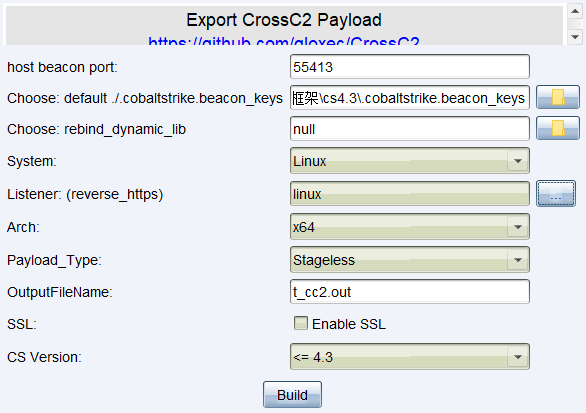 Export CrossC2 Payload
https://github.com/gloxec/CrossC2
host beacon port: 55413
Choose: default ./.cobaltstrike.beacon_keys 框架\cs4.3\.cobaltstrike.beacon_keys
Choose: rebind_dynamic_lib null
System: Linux
Listener: (reverse_https) linux ...
Arch: x64
Payload_Type: Stageless
OutputFileName: t_cc2.out
SSL: Enable SSL
CS Version: <= 4.3
Build